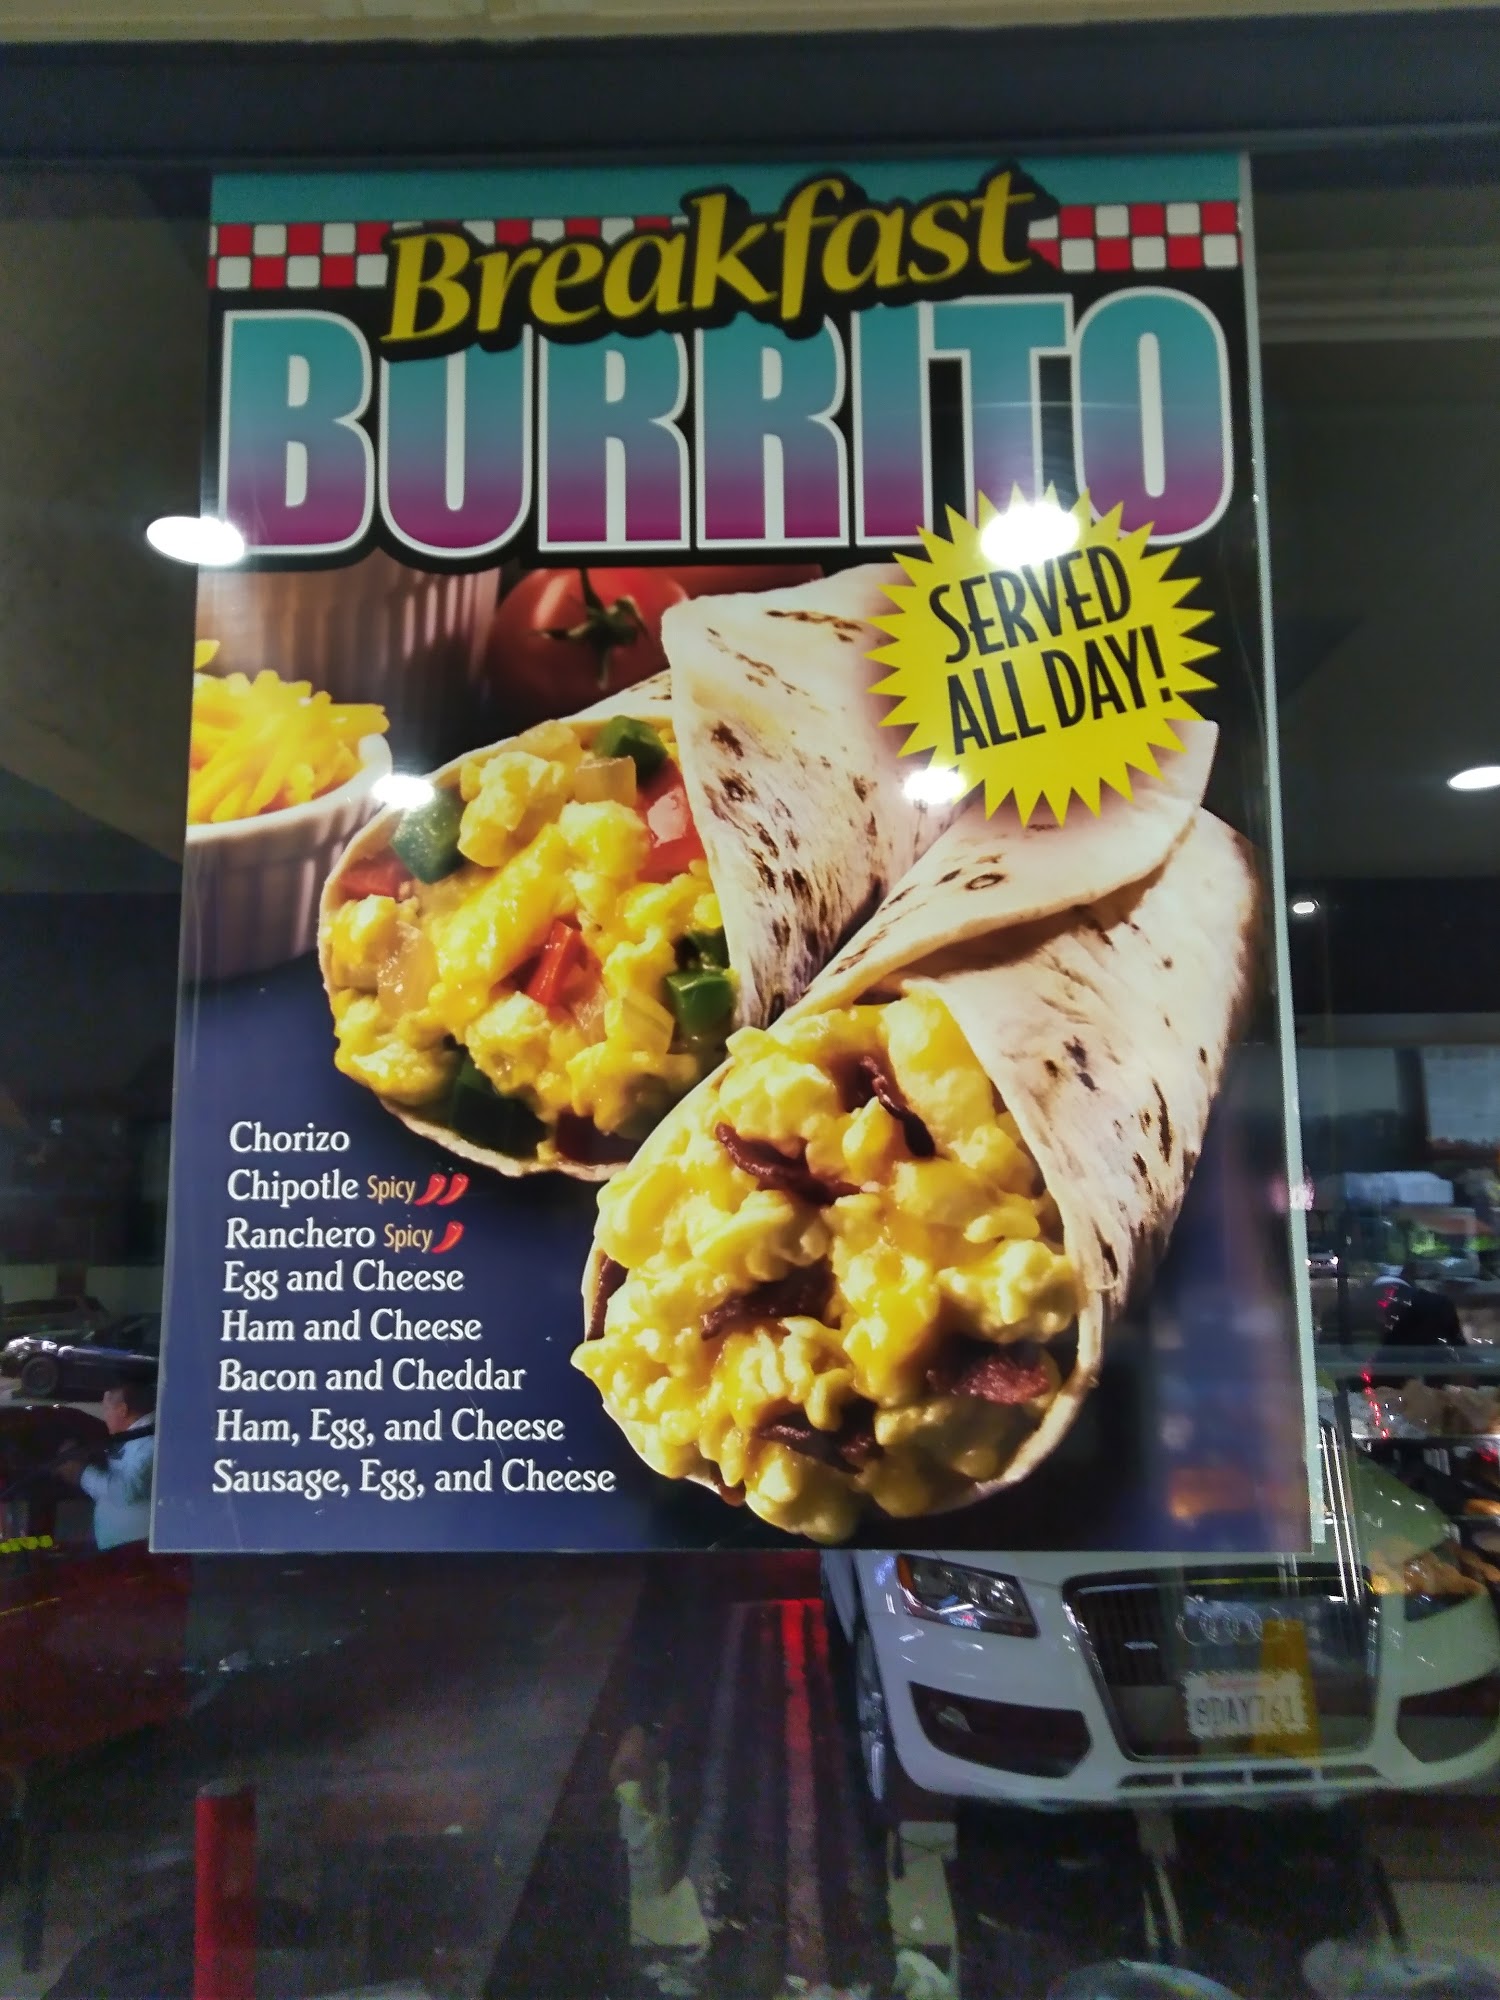 Breakfast
BURRITO
SERVED
ALL DAY!
Chorizo
Chipotle Spicy
Ranchero Spicy
Egg and Cheese
Ham and Cheese
Bacon and Cheddar
Ham, Egg, and Cheese
Sausage, Egg, and Cheese
8DAY761